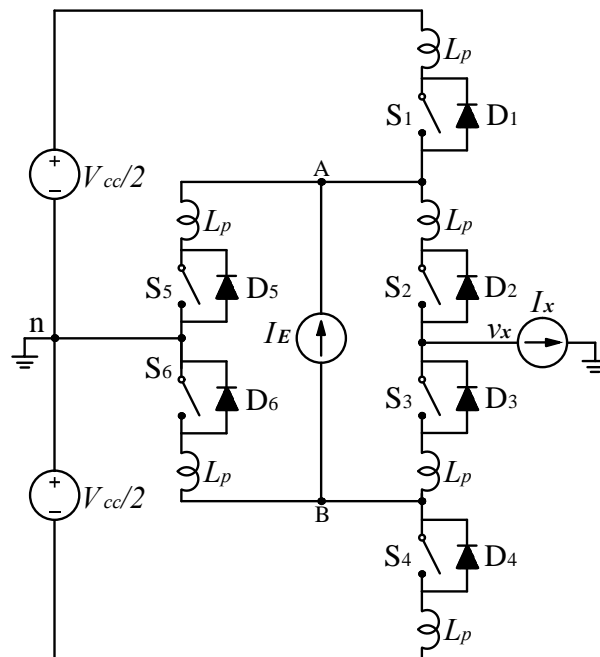 Lp
S1 D1
+
− Vcc/2
A
Lp Lp
S5 D5 S2 D2
n IE vx Ix
S6 D6 S3 D3
Lp Lp
+
− Vcc/2
B
S4 D4
Lp